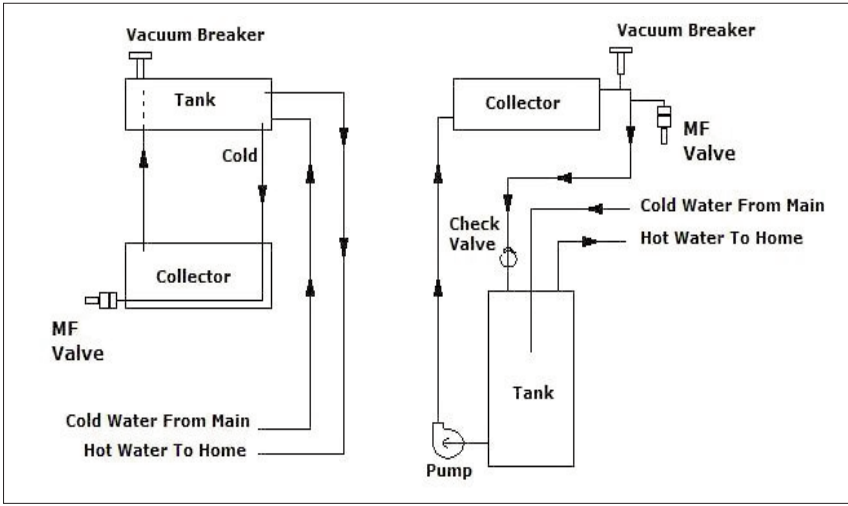 Vacuum Breaker
Tank
Cold
Collector
MF
Valve
Cold Water From Main
Hot Water To Home
Vacuum Breaker
Collector
MF
Valve
Cold Water From Main
Check
Valve
Hot Water To Home
Tank
Pump